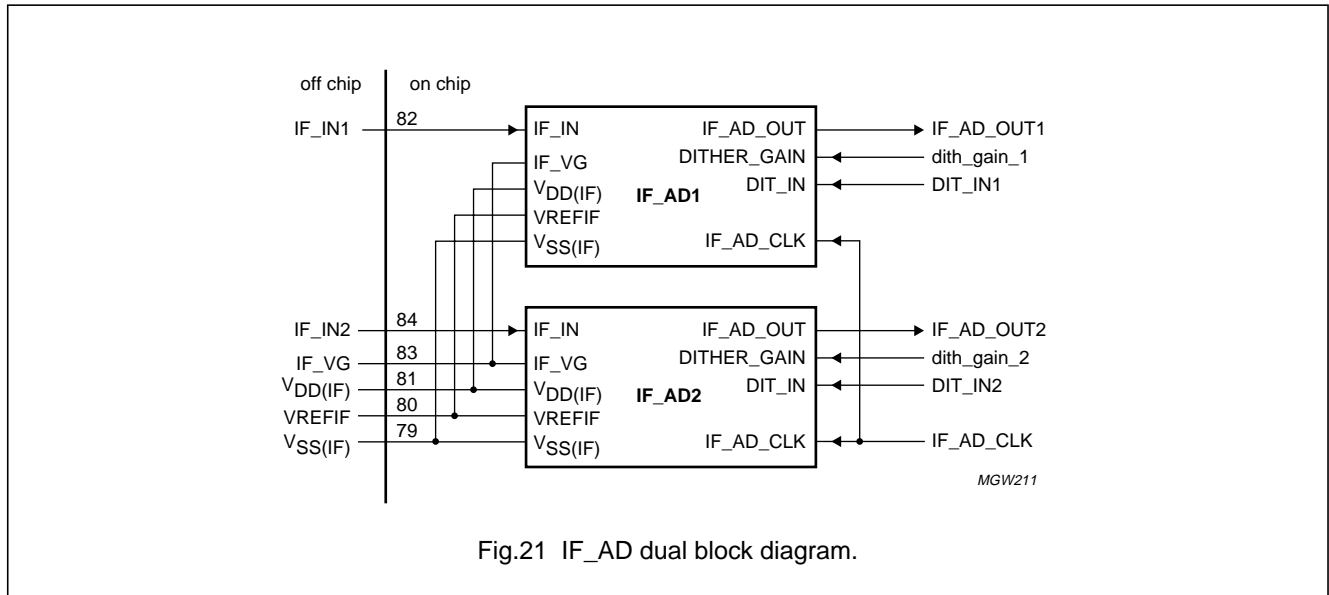 off chip on chip
IF_IN1 82 IF_IN IF_AD_OUT IF_AD_OUT1
IF_VG DITHER_GAIN dith_gain_1
VDD(IF) IF_AD1 DIT_IN DIT_IN1
VREFIF
VSS(IF) IF_AD_CLK
IF_IN2 84 IF_IN IF_AD_OUT IF_AD_OUT2
IF_VG 83 IF_VG DITHER_GAIN dith_gain_2
VDD(IF) 81 VDD(IF) IF_AD2 DIT_IN DIT_IN2
VREFIF 80 VREFIF
VSS(IF) 79 VSS(IF) IF_AD_CLK IF_AD_CLK
MGW211
Fig.21 IF_AD dual block diagram.